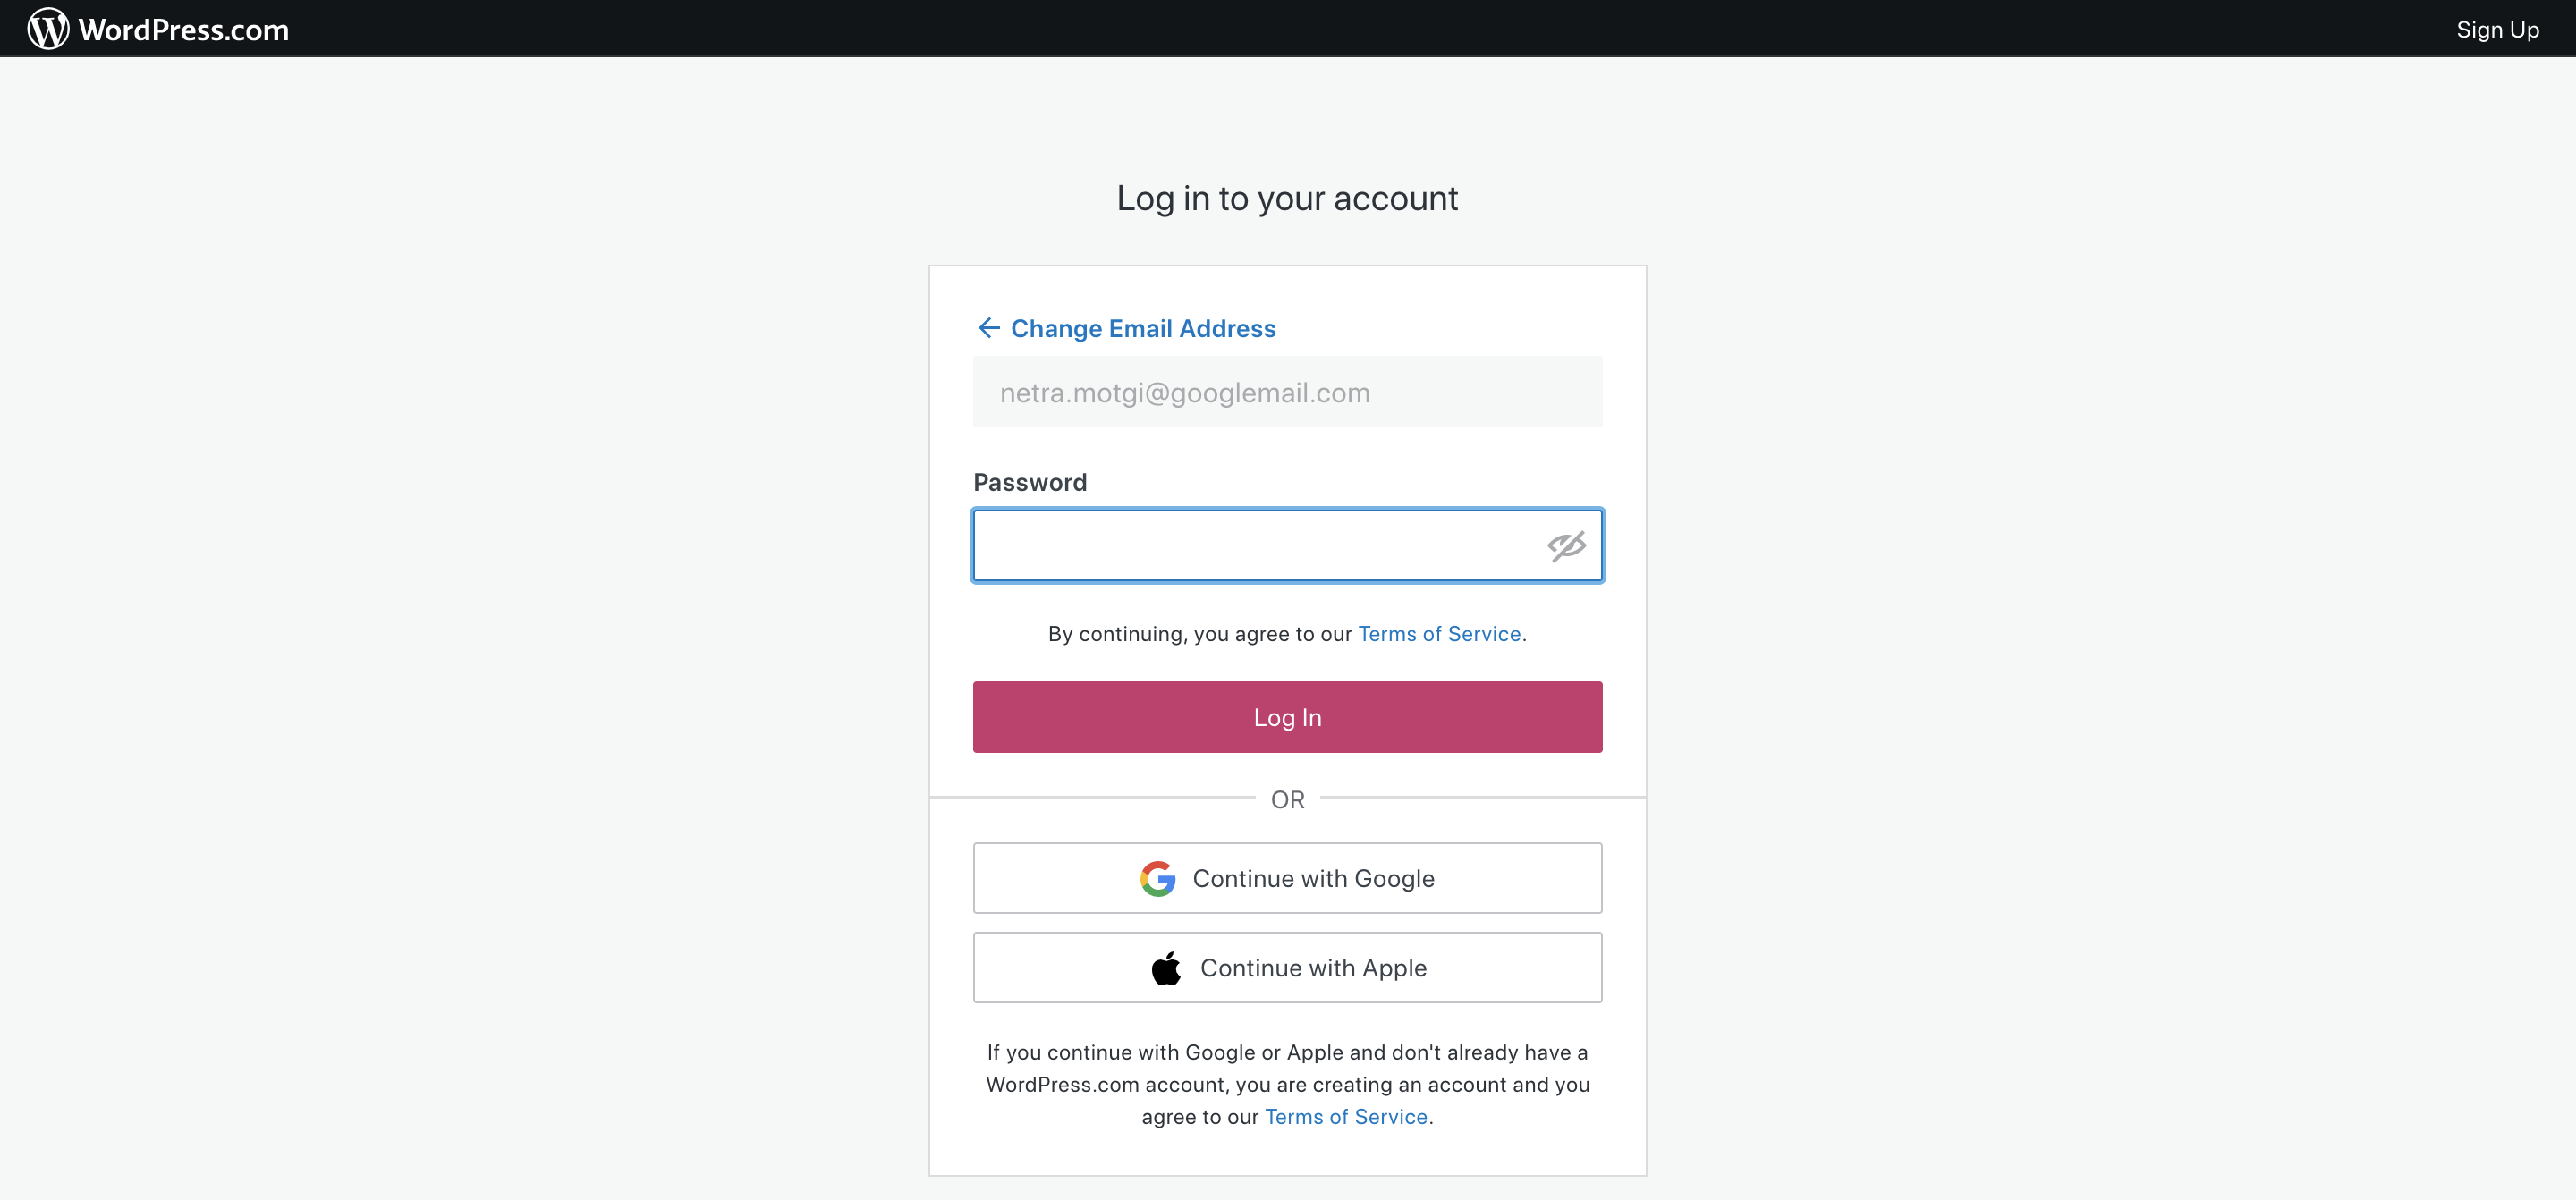 WordPress.com
Sign Up
Log in to your account
← Change Email Address
netra.motgi@googlemail.com
Password
By continuing, you agree to our Terms of Service.
Log In
OR
Continue with Google
Continue with Apple
If you continue with Google or Apple and don't already have a
WordPress.com account, you are creating an account and you
agree to our Terms of Service.